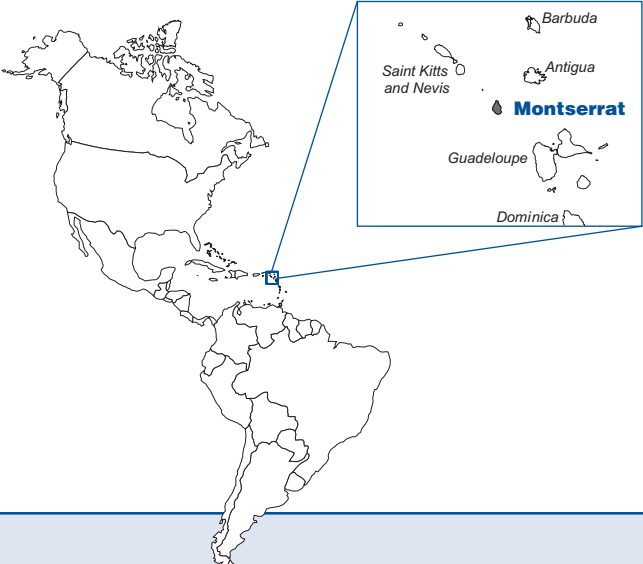 Barbuda
Saint Kitts
and Nevis
Antigua
Montserrat
Guadeloupe
Dominica